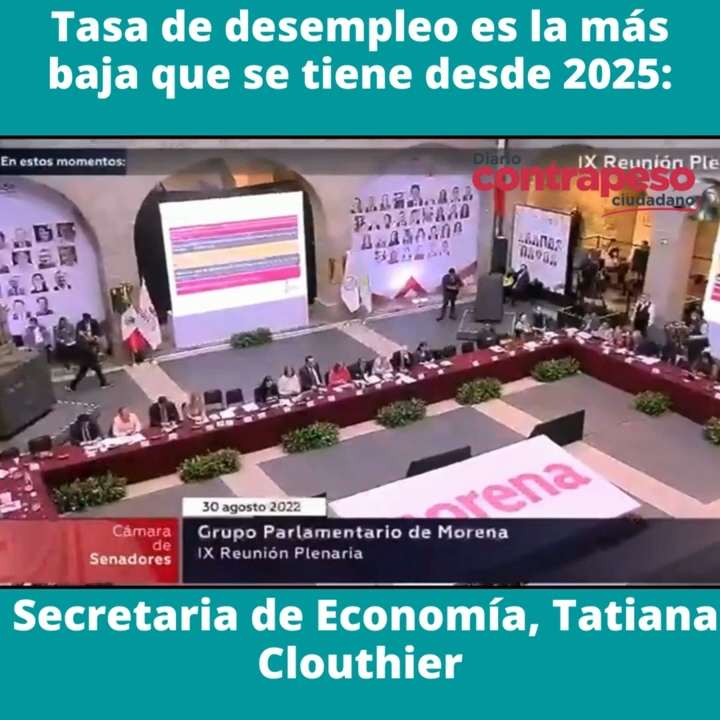 Tasa de desempleo es la más
baja que se tiene desde 2025:
En estos momentos:
IX Reunión Ple
Diario
contrapeso
ciudadano
morena
30 agosto 2022
Cámara
de
Senadores
Grupo Parlamentario de Morena
IX Reunión Plenaria
Secretaria de Economía, Tatiana
Clouthier